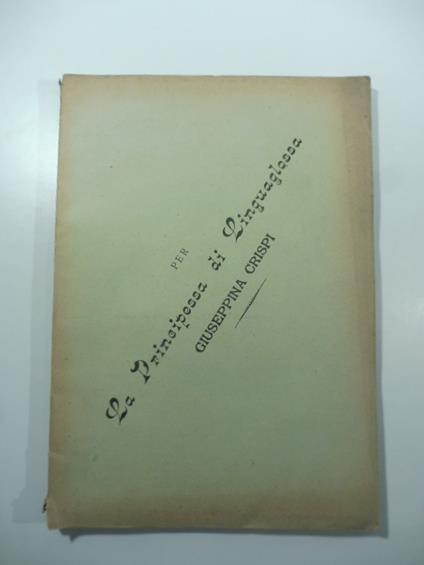 PER
La Principessa di Linguaglossa
GIUSEPPINA CRISPI